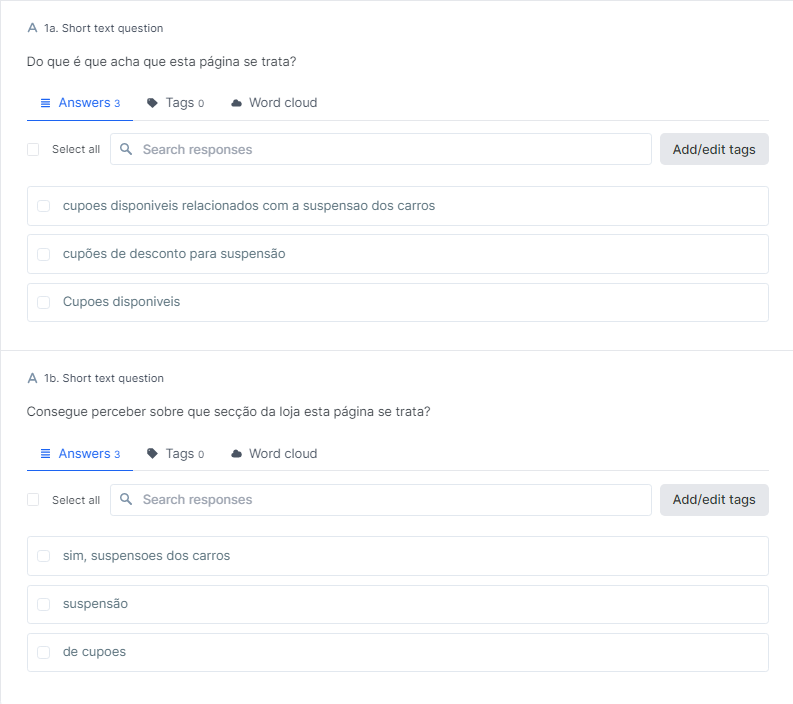 A 1a. Short text question
Do que é que acha que esta página se trata?
Answers 3 Tags 0 Word cloud
Select all Search responses Add/edit tags
cupoes disponiveis relacionados com a suspensao dos carros
cupões de desconto para suspensão
Cupoes disponiveis
A 1b. Short text question
Consegue perceber sobre que secção da loja esta página se trata?
Answers 3 Tags 0 Word cloud
Select all Search responses Add/edit tags
sim, suspensoes dos carros
suspensão
de cupoes